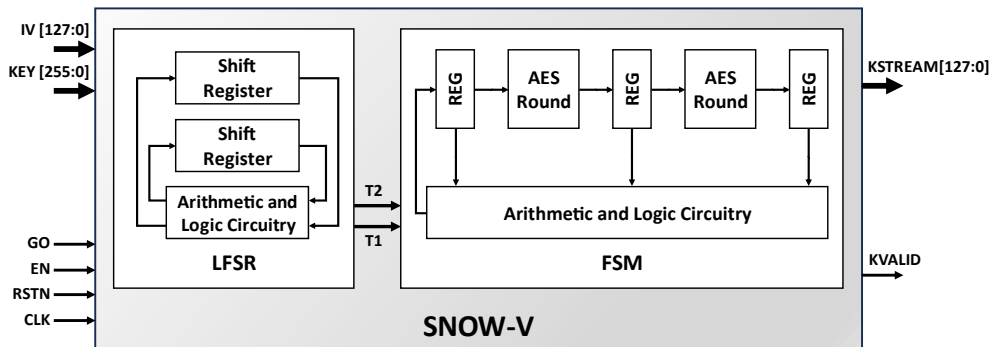 IV [127:0]
KEY [255:0]
GO
EN
RSTN
CLK
Shift
Register
Shift
Register
Arithmetic and
Logic Circuitry
LFSR
T2
T1
REG
AES
Round
REG
AES
Round
REG
Arithmetic and Logic Circuitry
FSM
KSTREAM[127:0]
KVALID
SNOW-V